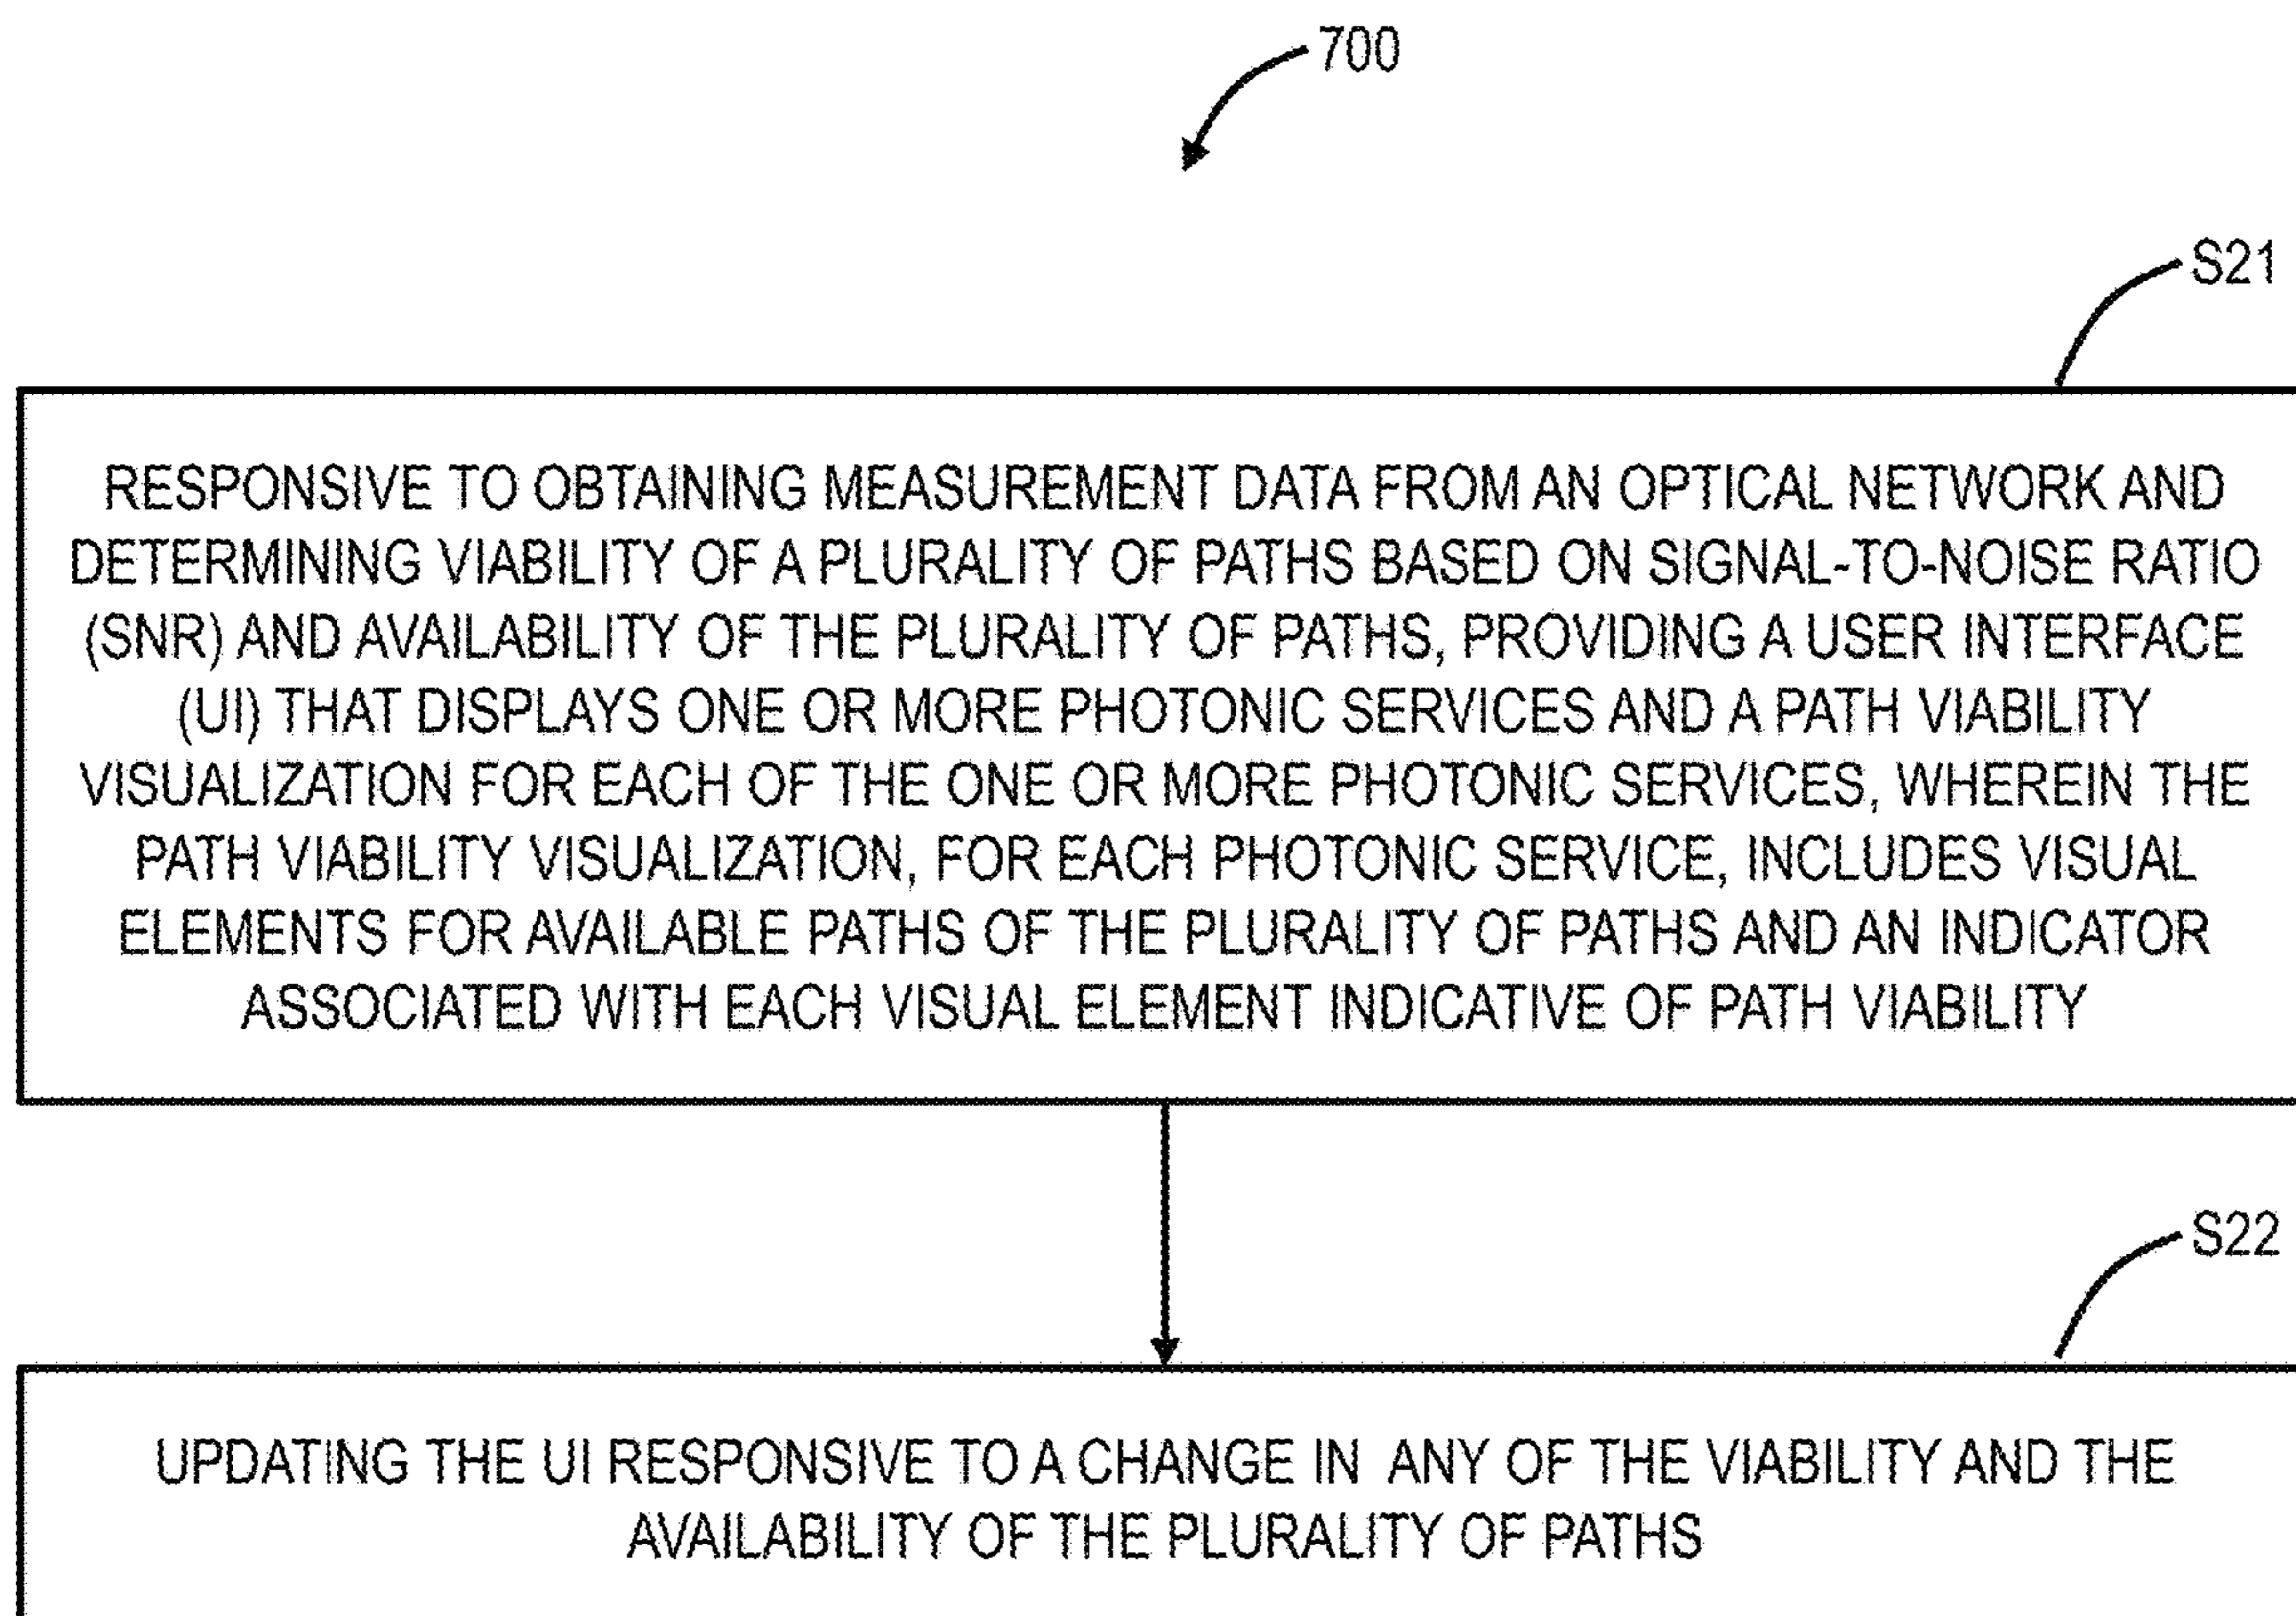 700
S21
RESPONSIVE TO OBTAINING MEASUREMENT DATA FROM AN OPTICAL NETWORK AND
DETERMINING VIABILITY OF A PLURALITY OF PATHS BASED ON SIGNAL-TO-NOISE RATIO
(SNR) AND AVAILABILITY OF THE PLURALITY OF PATHS, PROVIDING A USER INTERFACE
(UI) THAT DISPLAYS ONE OR MORE PHOTONIC SERVICES AND A PATH VIABILITY
VISUALIZATION FOR EACH OF THE ONE OR MORE PHOTONIC SERVICES, WHEREIN THE
PATH VIABILITY VISUALIZATION, FOR EACH PHOTONIC SERVICE, INCLUDES VISUAL
ELEMENTS FOR AVAILABLE PATHS OF THE PLURALITY OF PATHS AND AN INDICATOR
ASSOCIATED WITH EACH VISUAL ELEMENT INDICATIVE OF PATH VIABILITY
S22
UPDATING THE UI RESPONSIVE TO A CHANGE IN ANY OF THE VIABILITY AND THE
AVAILABILITY OF THE PLURALITY OF PATHS